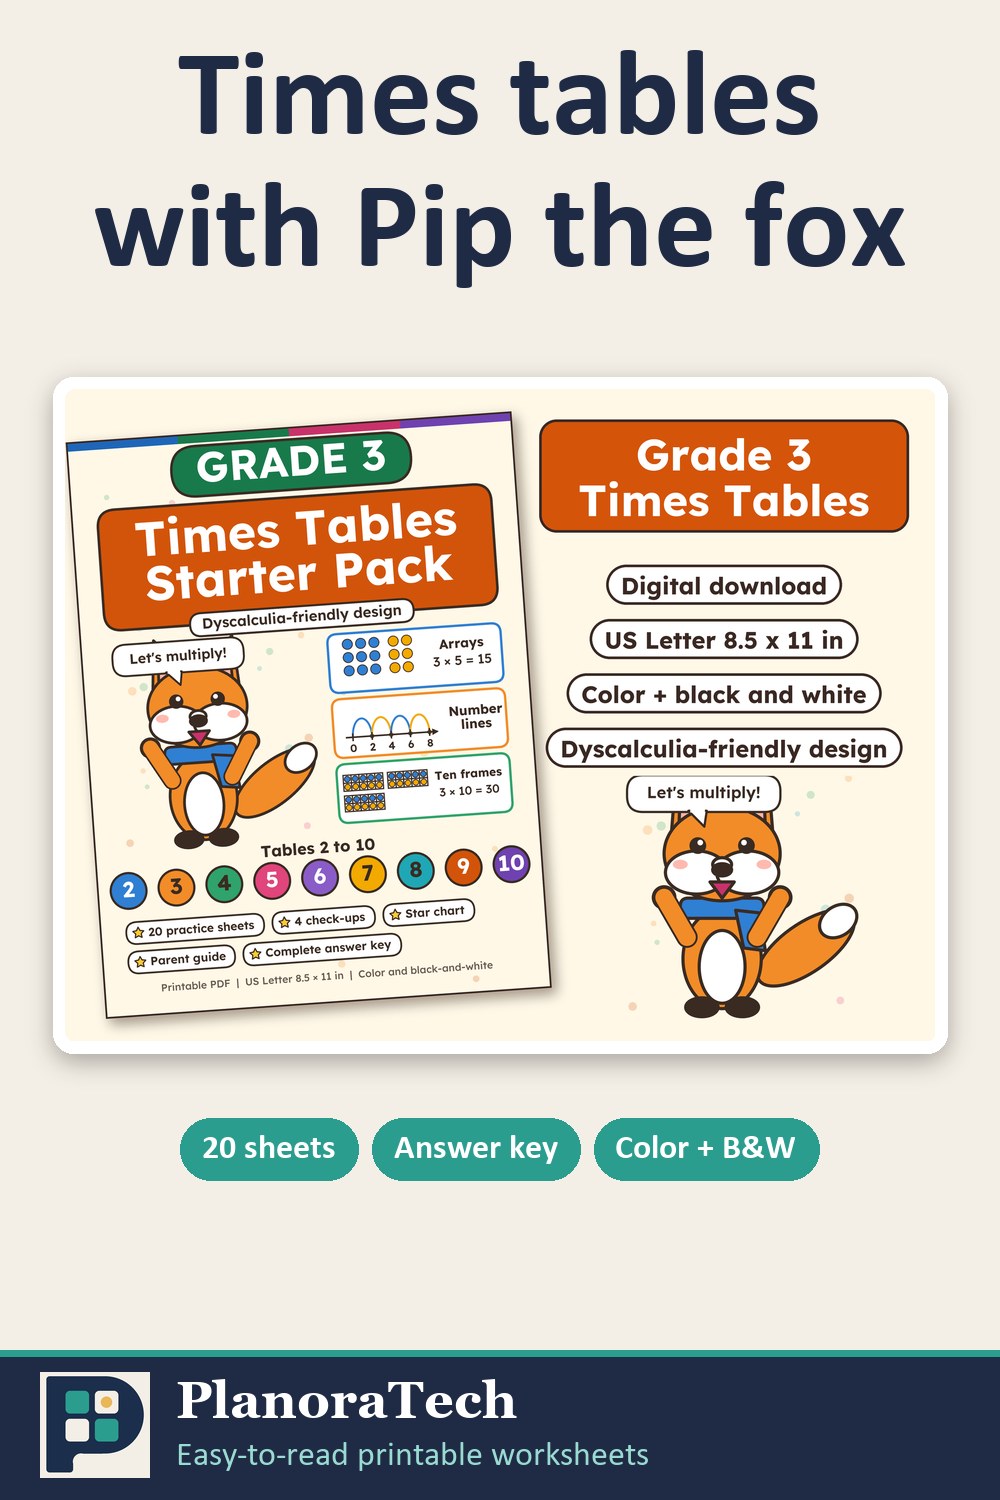 Times tables
with Pip the fox
GRADE 3
Times Tables
Starter Pack
Dyscalculia-friendly design
Let's multiply!
Arrays
3 × 5 = 15
Number
lines
0 2 4 6 8
Ten frames
3 × 10 = 30
Tables 2 to 10
2 3 4 5 6 7 8 9 10
20 practice sheets
4 check-ups
Star chart
Parent guide
Complete answer key
Printable PDF | US Letter 8.5 × 11 in | Color and black-and-white
Grade 3
Times Tables
Digital download
US Letter 8.5 x 11 in
Color + black and white
Dyscalculia-friendly design
Let's multiply!
20 sheets
Answer key
Color + B&W
PlanoraTech
Easy-to-read printable worksheets